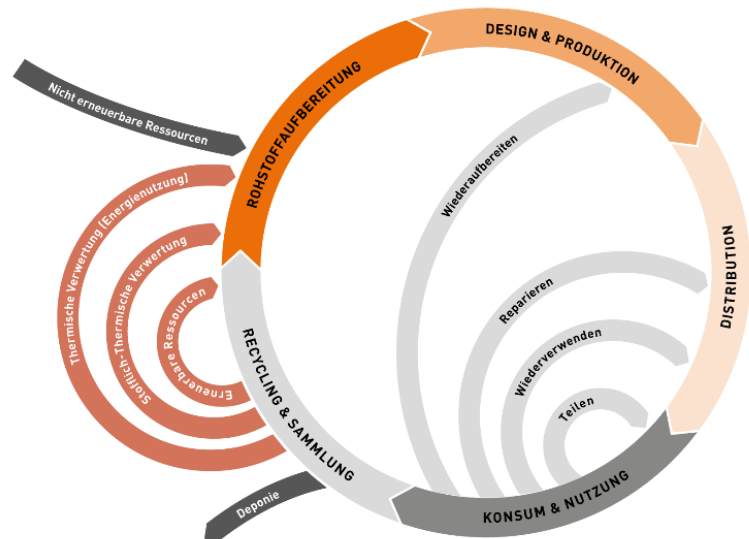 DESIGN & PRODUKTION
Nicht erneuerbare Ressourcen
ROHSTOFFAUFBEREITUNG
Wiederaufbereiten
Thermische Verwertung (Energienutzung)
Stofflich-Thermische Verwertung
Erneuerbare Ressourcen
DISTRIBUTION
Reparieren
Wiederverwenden
Teilen
RECYCLING & SAMMLUNG
KONSUM & NUTZUNG
Deponie